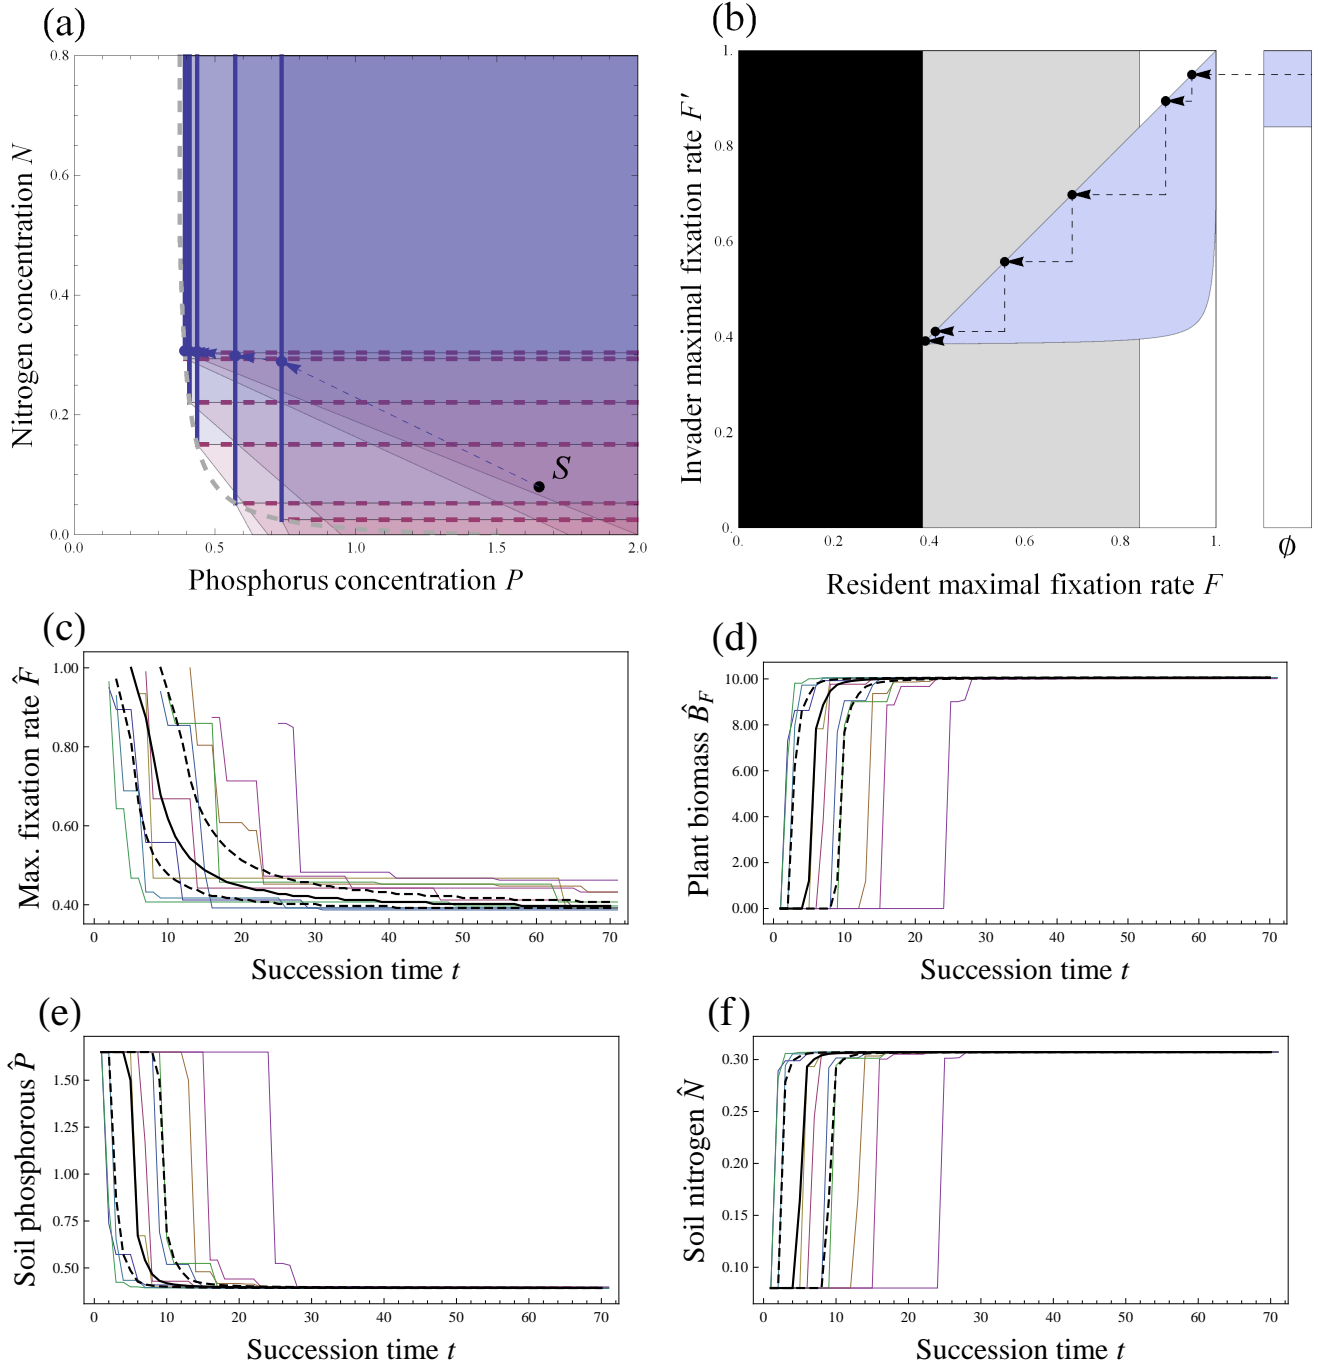 (a)
0.8
0.6
0.4
0.2
0.0
0.0 0.5 1.0 1.5 2.0
Nitrogen concentration N
Phosphorus concentration P
S
(b)
1.
0.8
0.6
0.4
0.2
0.
0. 0.2 0.4 0.6 0.8 1.
Invader maximal fixation rate F′
Resident maximal fixation rate F
ϕ
(c)
1.00
0.80
0.60
0.40
0 10 20 30 40 50 60 70
Max. fixation rate F̂
Succession time t
(d)
10.00
8.00
6.00
4.00
2.00
0.00
0 10 20 30 40 50 60 70
Plant biomass B̂F
Succession time t
(e)
1.50
1.25
1.00
0.75
0.50
0 10 20 30 40 50 60 70
Soil phosphorous P̂
Succession time t
(f)
0.30
0.25
0.20
0.15
0.10
0 10 20 30 40 50 60 70
Soil nitrogen N̂
Succession time t